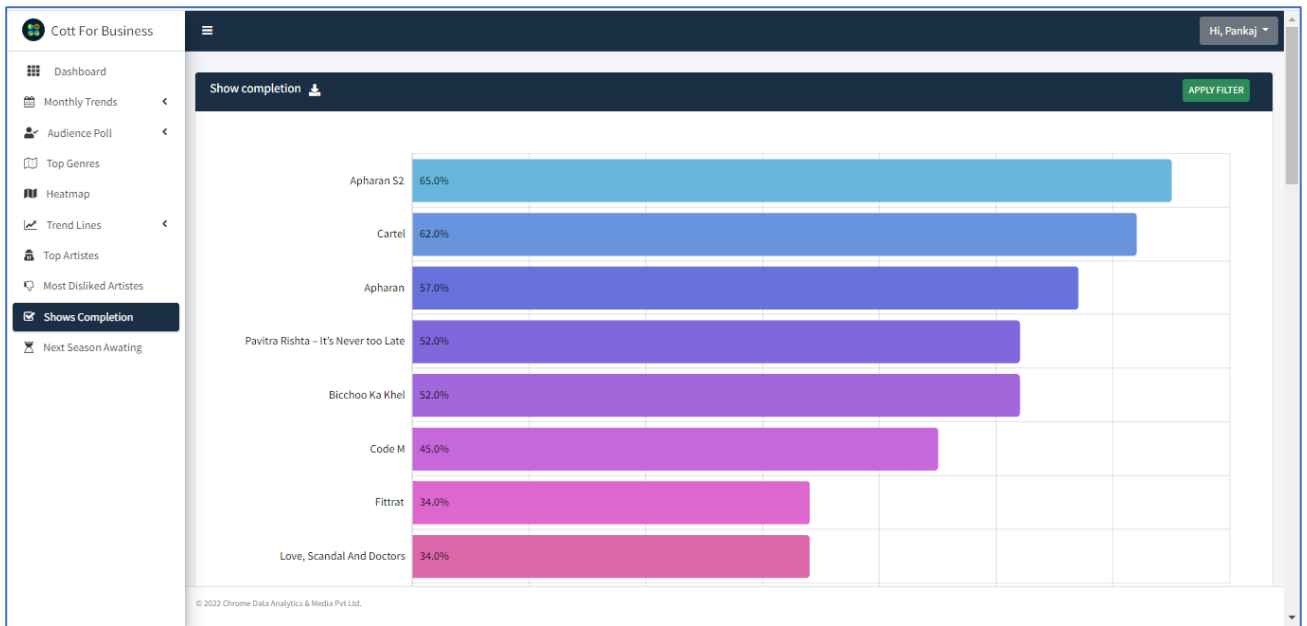 Cott For Business
Hi, Pankaj
Dashboard
Monthly Trends
Audience Poll
Top Genres
Heatmap
Trend Lines
Top Artistes
Most Disliked Artistes
Shows Completion
Next Season Awating
Show completion
APPLY FILTER
Apharan S2 65.0%
Cartel 62.0%
Apharan 57.0%
Pavitra Rishta – It's Never too Late 52.0%
Bicchoo Ka Khel 52.0%
Code M 45.0%
Fittrat 34.0%
Love, Scandal And Doctors 34.0%
© 2022 Chrome Data Analytics & Media Pvt Ltd.